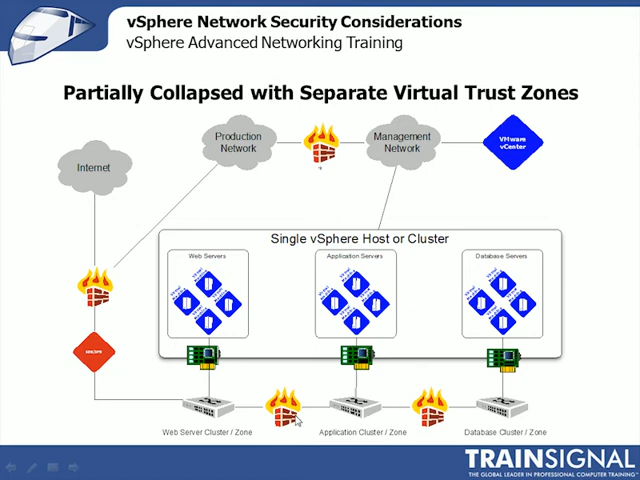 vSphere Network Security Considerations
vSphere Advanced Networking Training
Partially Collapsed with Separate Virtual Trust Zones
Production
Network
Management
Network
VMware
vCenter
Internet
Single vSphere Host or Cluster
Web Servers
Application Servers
Database Servers
Web Server Cluster / Zone
Application Cluster / Zone
Database Cluster / Zone
TRAINSIGNAL
THE GLOBAL LEADER IN PROFESSIONAL COMPUTER TRAINING